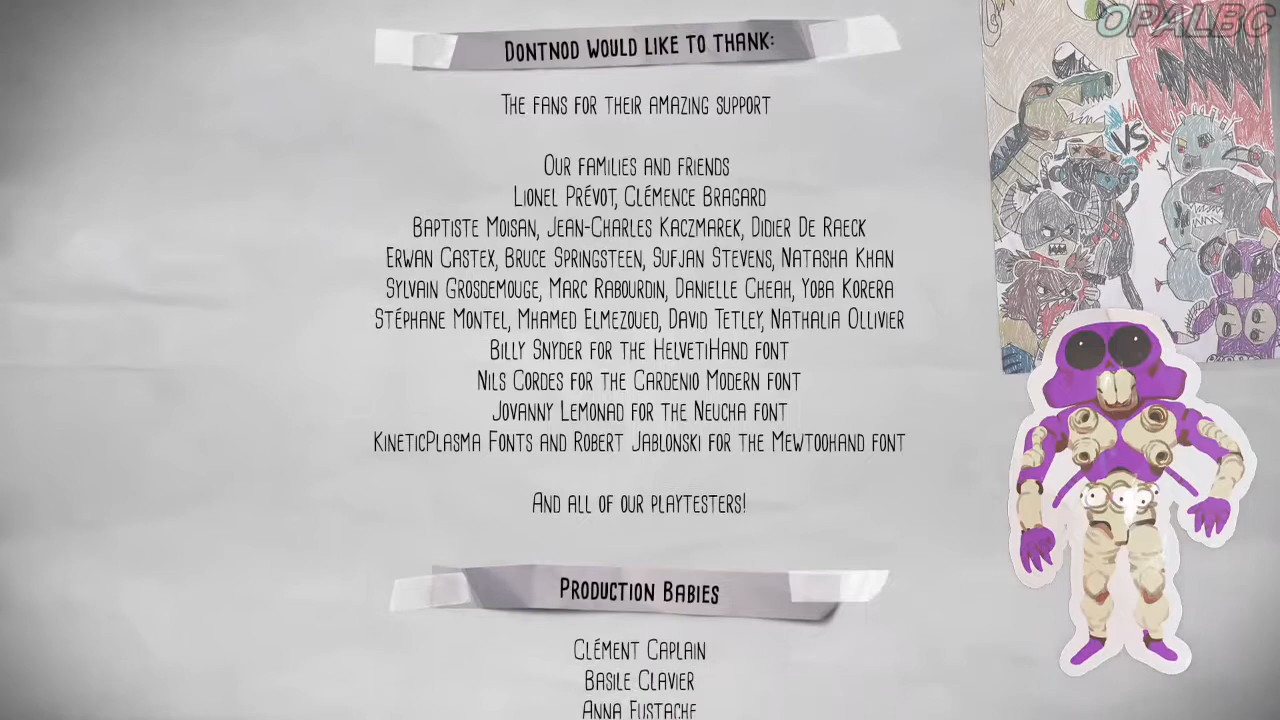 OPALBC
DONTNOD WOULD LIKE TO THANK:
THE FANS FOR THEIR AMAZING SUPPORT
VS
OUR FAMILIES AND FRIENDS
LIONEL PRÉVOT, CLÉMENCE BRAGARD
BAPTISTE MOISAN, JEAN-CHARLES KACZMAREK, DIDIER DE RAECK
ERWAN CASTEX, BRUCE SPRINGSTEEN, SUFJAN STEVENS, NATASHA KHAN
SYLVAIN GROSDEMOUGE, MARC RABOURDIN, DANIELLE CHEAH, YOBA KORERA
STÉPHANE MONTEL, MHAMED ELMEZOUED, DAVID TETLEY, NATHALIA OLLIVIER
BILLY SNYDER FOR THE HELVETIHAND FONT
NILS CORDES FOR THE CARDENIO MODERN FONT
JOVANNY LEMONAD FOR THE NEUCHA FONT
KINETICPLASMA FONTS AND ROBERT JABLONSKI FOR THE MEWTOOHAND FONT
AND ALL OF OUR PLAYTESTERS!
PRODUCTION BABIES
CLÉMENT CAPLAIN
BASILE CLAVIER
ANNA EUSTACHE